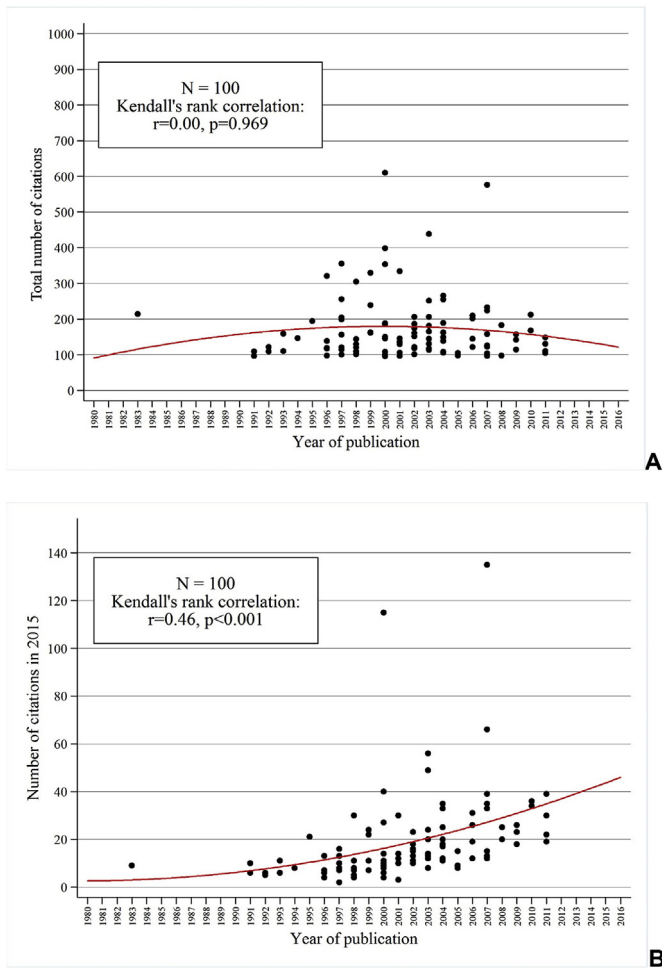 1000
900
800
700
600
500
400
300
200
100
0
Total number of citations
N = 100
Kendall's rank correlation:
r=0.00, p=0.969
1980 1981 1982 1983 1984 1985 1986 1987 1988 1989 1990 1991 1992 1993 1994 1995 1996 1997 1998 1999 2000 2001 2002 2003 2004 2005 2006 2007 2008 2009 2010 2011 2012 2013 2014 2015 2016
Year of publication
A
140
120
100
80
60
40
20
0
Number of citations in 2015
N = 100
Kendall's rank correlation:
r=0.46, p<0.001
1980 1981 1982 1983 1984 1985 1986 1987 1988 1989 1990 1991 1992 1993 1994 1995 1996 1997 1998 1999 2000 2001 2002 2003 2004 2005 2006 2007 2008 2009 2010 2011 2012 2013 2014 2015 2016
Year of publication
B